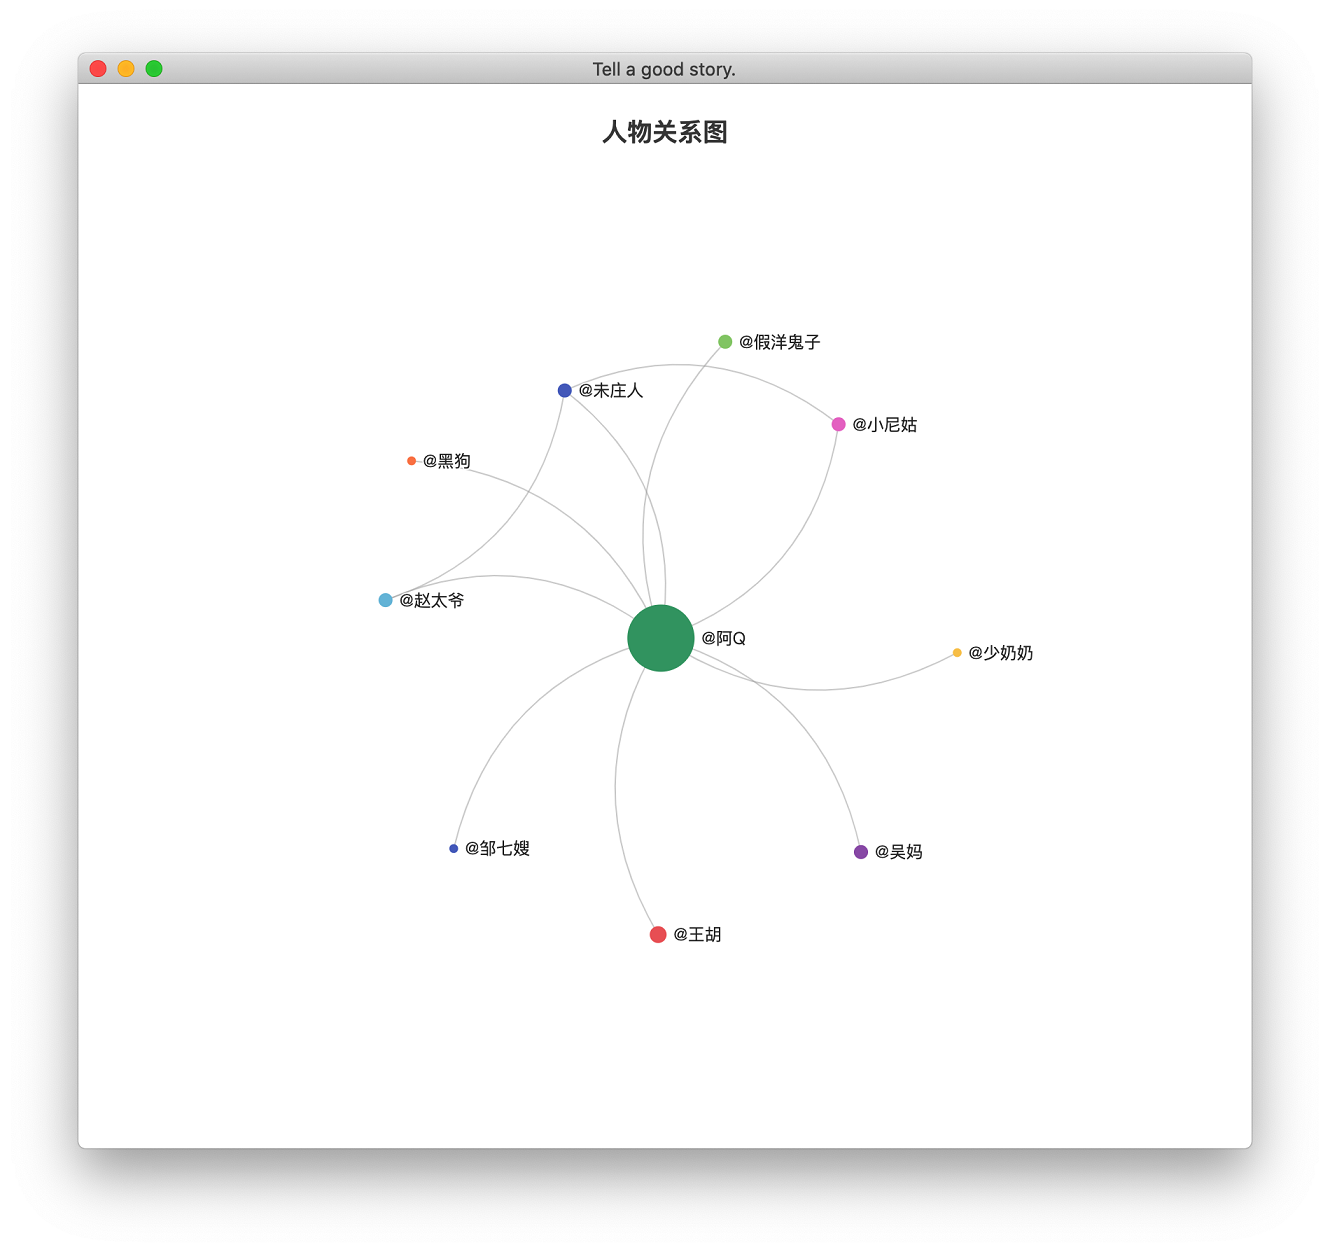 Tell a good story.
人物关系图
@假洋鬼子
@未庄人
@小尼姑
@黑狗
@赵太爷
@阿Q
@少奶奶
@邹七嫂
@吴妈
@王胡